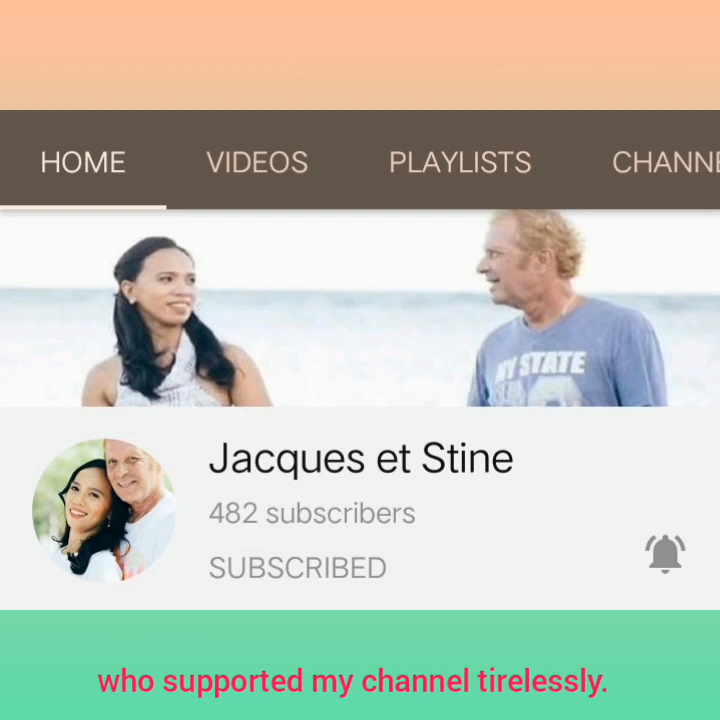 HOME VIDEOS PLAYLISTS CHANNE
STATE
Jacques et Stine
482 subscribers
SUBSCRIBED
who supported my channel tirelessly.